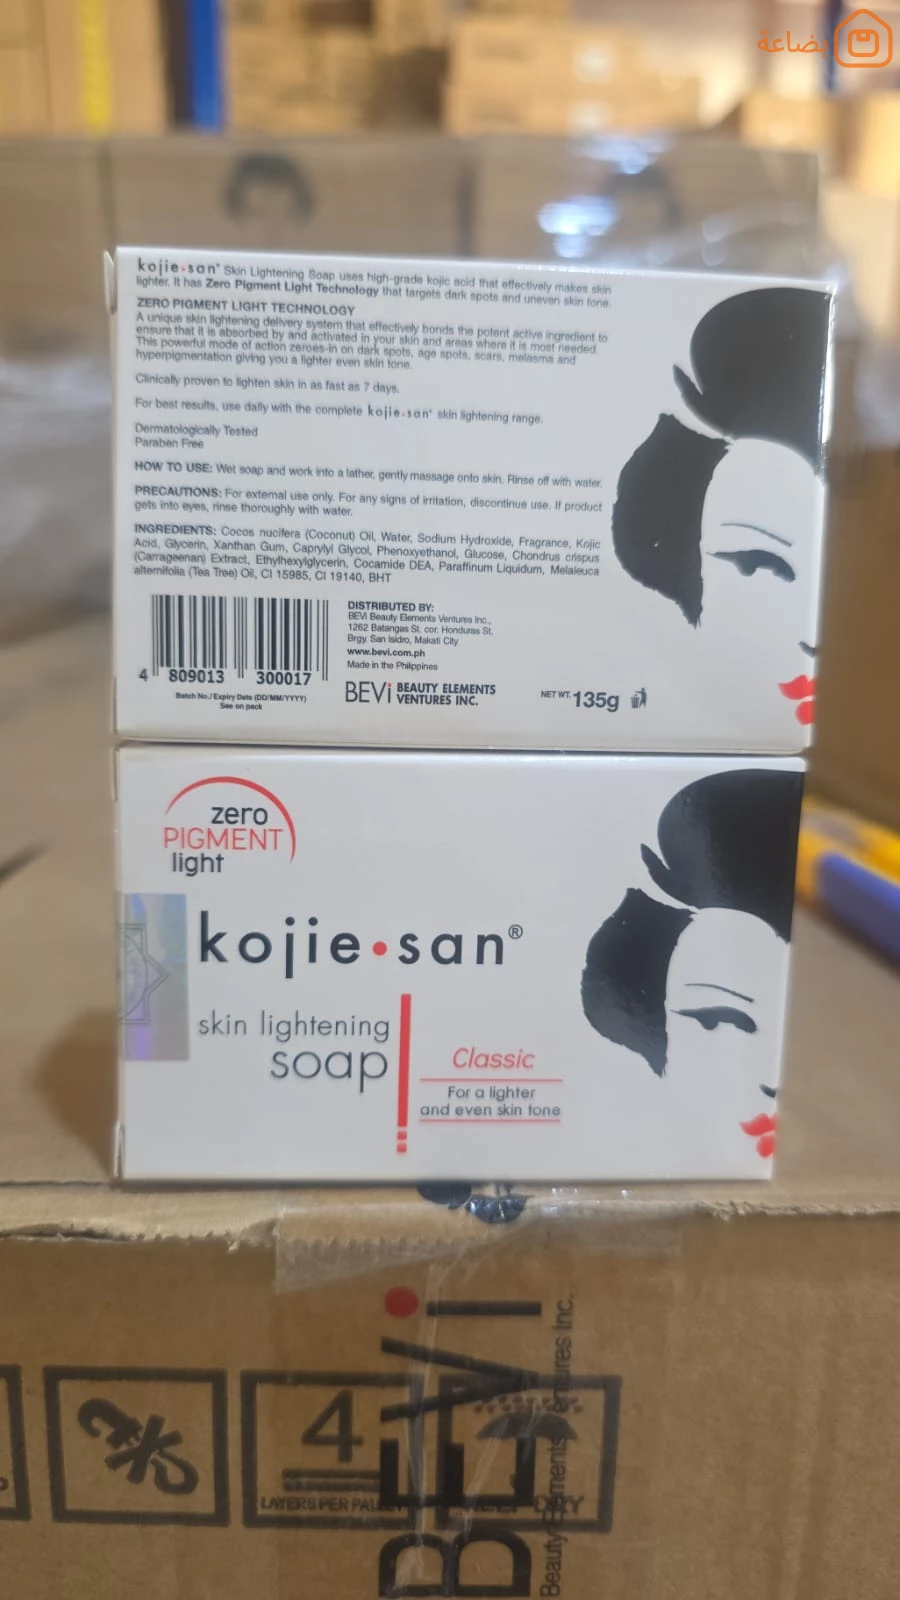 بضاعة
kojie.san® Skin Lightening Soap uses high-grade kojic acid that effectively makes skin
lighter. It has Zero Pigment Light Technology that targets dark spots and uneven skin tone.
ZERO PIGMENT LIGHT TECHNOLOGY
A unique skin lightening delivery system that effectively bonds the potent active ingredient to
ensure that it is absorbed by and activated in your skin and areas where it is most needed.
This powerful mode of action zeroes-in on dark spots, age spots, scars, melasma and
hyperpigmentation giving you a lighter even skin tone.
Clinically proven to lighten skin in as fast as 7 days.
For best results, use daily with the complete kojie.san® skin lightening range.
Dermatologically Tested
Paraben Free
HOW TO USE: Wet soap and work into a lather, gently massage onto skin. Rinse off with water.
PRECAUTIONS: For external use only. For any signs of irritation, discontinue use. If product
gets into eyes, rinse thoroughly with water.
INGREDIENTS: Cocos nucifera (Coconut) Oil, Water, Sodium Hydroxide, Fragrance, Kojic
Acid, Glycerin, Xanthan Gum, Caprylyl Glycol, Phenoxyethanol, Glucose, Chondrus crispus
(Carrageenan) Extract, Ethylhexylglycerin, Cocamide DEA, Paraffinum Liquidum, Melaleuca
alternifolia (Tea Tree) Oil, CI 15985, CI 19140, BHT
4 809013 300017
Batch No./Expiry Date (DD/MM/YYYY)
See on pack
DISTRIBUTED BY:
BEVi Beauty Elements Ventures Inc.,
1262 Batangas St. cor. Honduras St.
Brgy. San Isidro, Makati City
www.bevi.com.ph
Made in the Philippines
BEVi BEAUTY ELEMENTS
VENTURES INC.
NET WT. 135g
zero
PIGMENT
light
kojie.san®
skin lightening
soap
Classic
For a lighter
and even skin tone
4
LAYERS PER
BEVi
Beauty Elements Ventures Inc.